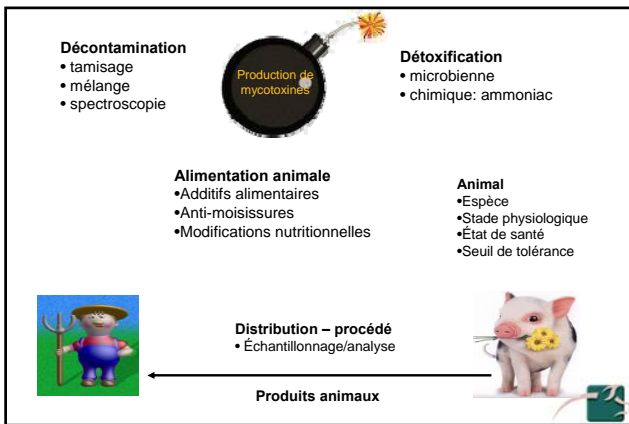 Décontamination
• tamisage
• mélange
• spectroscopie
Production de
mycotoxines
Détoxification
• microbienne
• chimique: ammoniac
Alimentation animale
•Additifs alimentaires
•Anti-moisissures
•Modifications nutritionnelles
Animal
•Espèce
•Stade physiologique
•État de santé
•Seuil de tolérance
Distribution – procédé
• Échantillonnage/analyse
Produits animaux